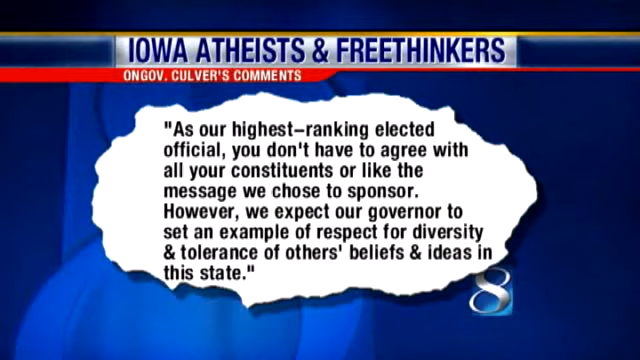 IOWA ATHEISTS & FREETHINKERS
ONGOV. CULVER'S COMMENTS
"As our highest-ranking elected
official, you don't have to agree with
all your constituents or like the
message we chose to sponsor.
However, we expect our governor to
set an example of respect for diversity
& tolerance of others' beliefs & ideas in
this state."
8